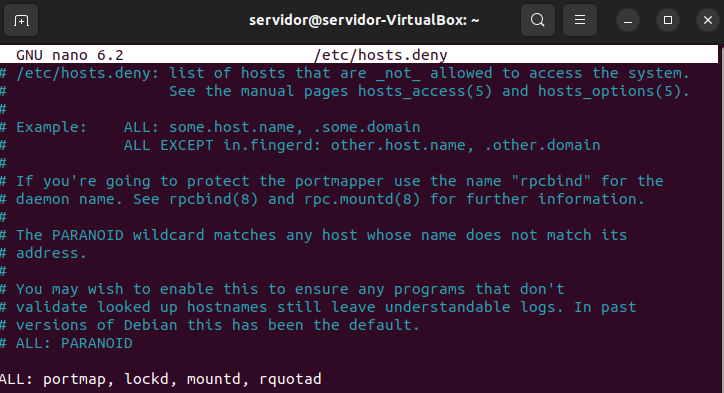 servidor@servidor-VirtualBox: ~
GNU nano 6.2 /etc/hosts.deny
# /etc/hosts.deny: list of hosts that are _not_ allowed to access the system.
# See the manual pages hosts_access(5) and hosts_options(5).
#
# Example: ALL: some.host.name, .some.domain
# ALL EXCEPT in.fingerd: other.host.name, .other.domain
#
# If you're going to protect the portmapper use the name "rpcbind" for the
# daemon name. See rpcbind(8) and rpc.mountd(8) for further information.
#
# The PARANOID wildcard matches any host whose name does not match its
# address.
#
# You may wish to enable this to ensure any programs that don't
# validate looked up hostnames still leave understandable logs. In past
# versions of Debian this has been the default.
# ALL: PARANOID
ALL: portmap, lockd, mountd, rquotad